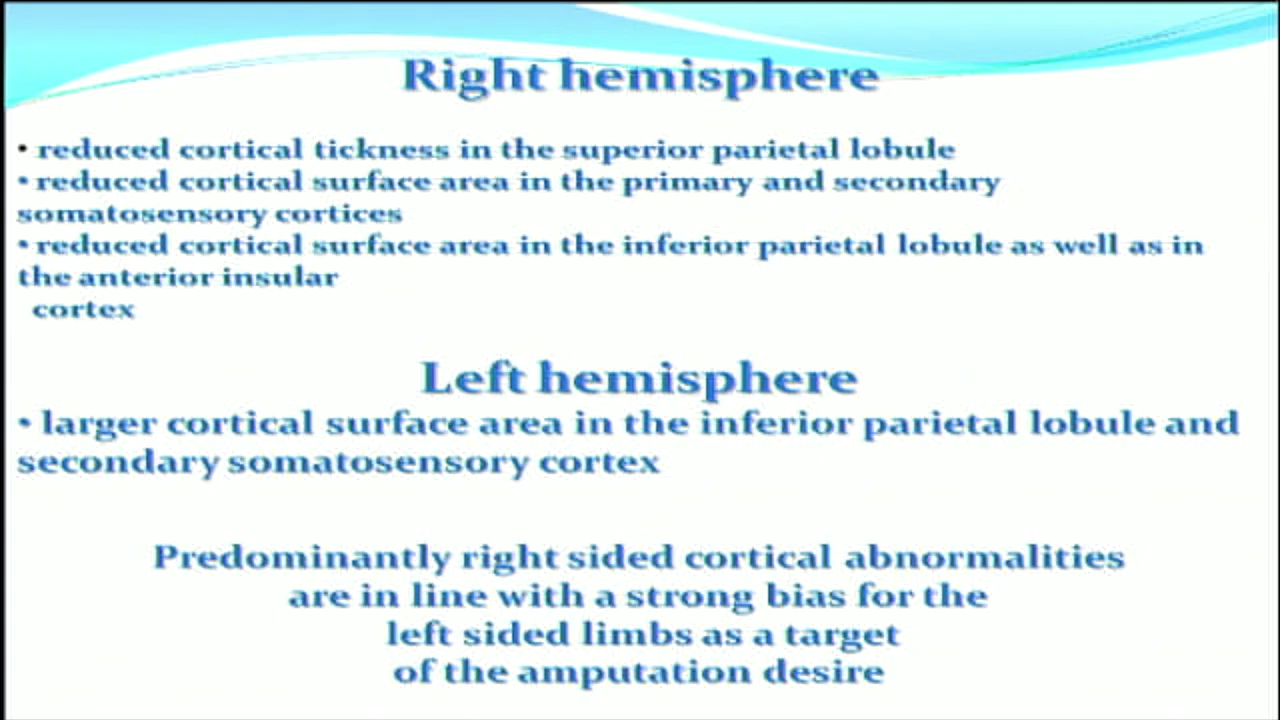 Right hemisphere
• reduced cortical tickness in the superior parietal lobule
• reduced cortical surface area in the primary and secondary
somatosensory cortices
• reduced cortical surface area in the inferior parietal lobule as well as in
the anterior insular
cortex
Left hemisphere
• larger cortical surface area in the inferior parietal lobule and
secondary somatosensory cortex
Predominantly right sided cortical abnormalities
are in line with a strong bias for the
left sided limbs as a target
of the amputation desire